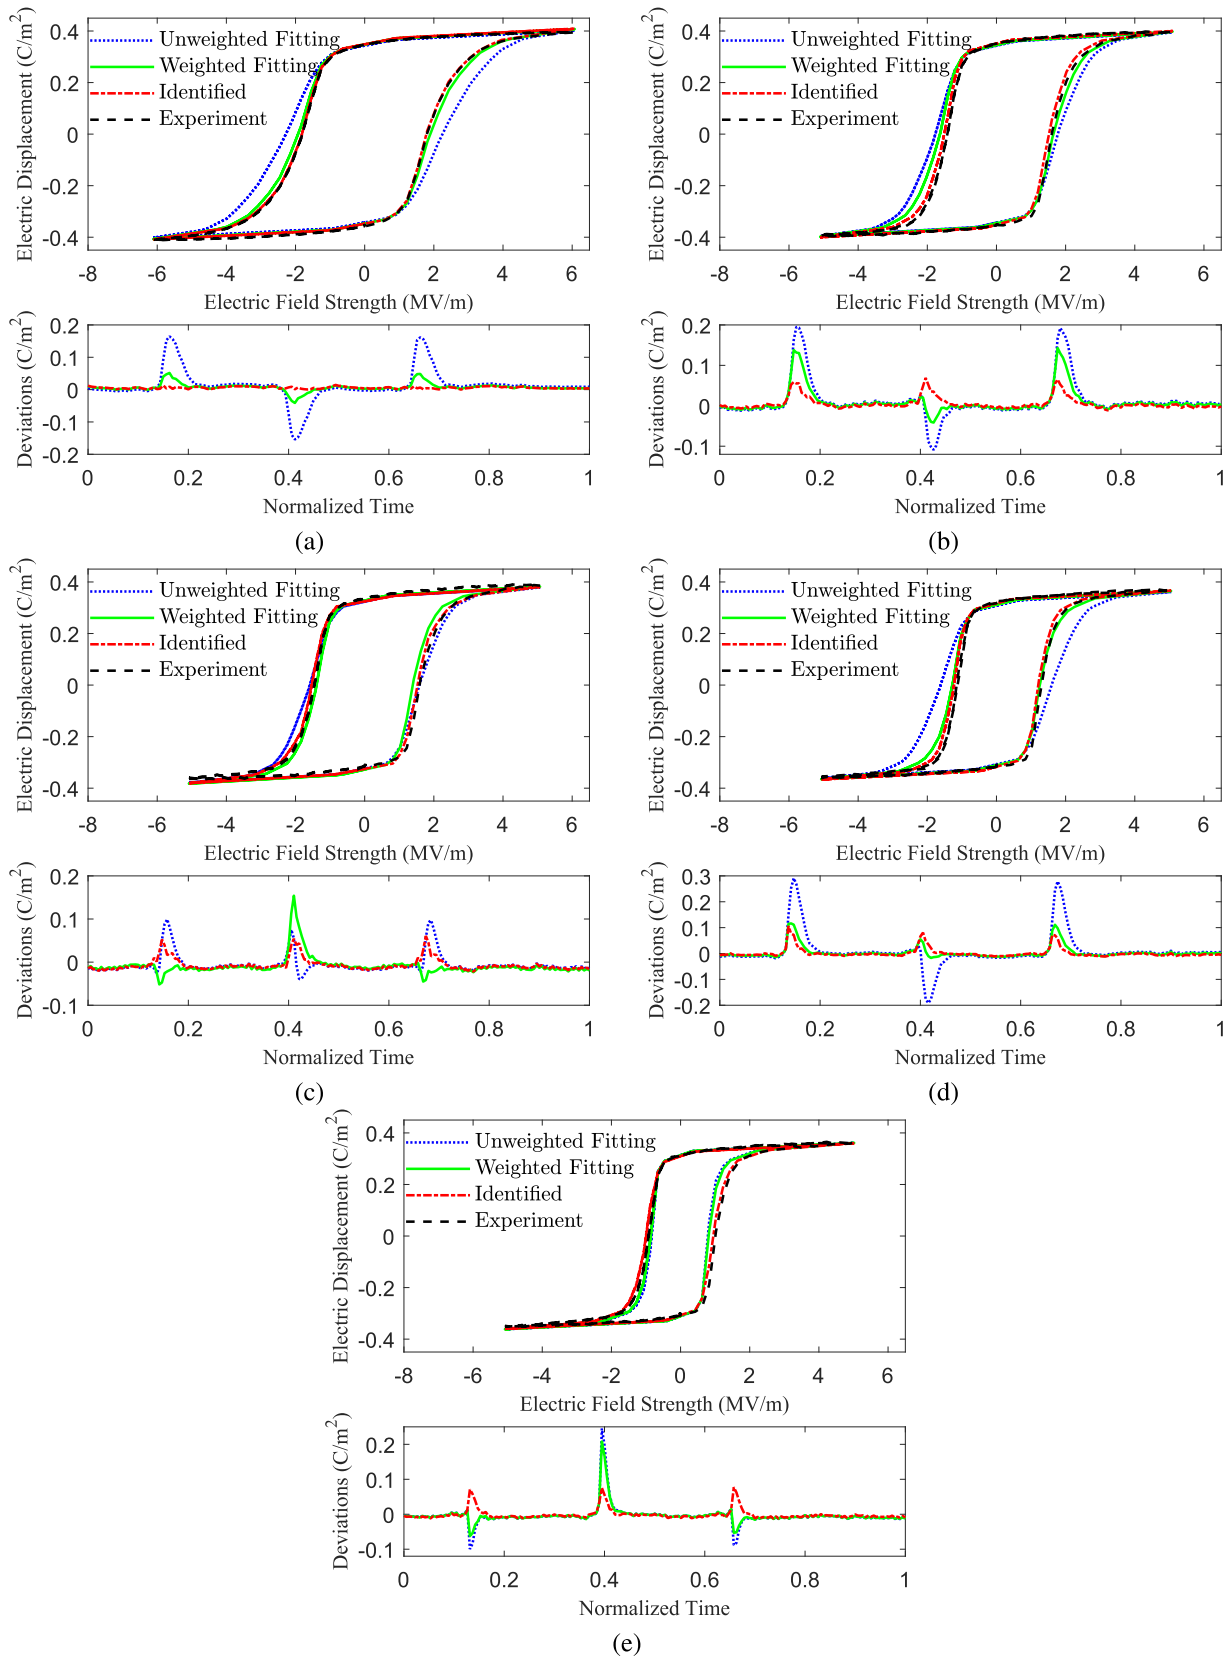 Electric Displacement (C/m²)
0.4
0.2
0
-0.2
-0.4
Unweighted Fitting
Weighted Fitting
Identified
Experiment
-8 -6 -4 -2 0 2 4 6
Electric Field Strength (MV/m)
Deviations (C/m²)
0.2
0.1
0
-0.1
-0.2
0 0.2 0.4 0.6 0.8 1
Normalized Time
(a)
Electric Displacement (C/m²)
0.4
0.2
0
-0.2
-0.4
Unweighted Fitting
Weighted Fitting
Identified
Experiment
-8 -6 -4 -2 0 2 4 6
Electric Field Strength (MV/m)
Deviations (C/m²)
0.2
0.1
0
-0.1
0 0.2 0.4 0.6 0.8 1
Normalized Time
(b)
Electric Displacement (C/m²)
0.4
0.2
0
-0.2
-0.4
Unweighted Fitting
Weighted Fitting
Identified
Experiment
-8 -6 -4 -2 0 2 4 6
Electric Field Strength (MV/m)
Deviations (C/m²)
0.2
0.1
0
-0.1
0 0.2 0.4 0.6 0.8 1
Normalized Time
(c)
Electric Displacement (C/m²)
0.4
0.2
0
-0.2
-0.4
Unweighted Fitting
Weighted Fitting
Identified
Experiment
-8 -6 -4 -2 0 2 4 6
Electric Field Strength (MV/m)
Deviations (C/m²)
0.3
0.2
0.1
0
-0.1
-0.2
0 0.2 0.4 0.6 0.8 1
Normalized Time
(d)
Electric Displacement (C/m²)
0.4
0.2
0
-0.2
-0.4
Unweighted Fitting
Weighted Fitting
Identified
Experiment
-8 -6 -4 -2 0 2 4 6
Electric Field Strength (MV/m)
Deviations (C/m²)
0.2
0.1
0
-0.1
0 0.2 0.4 0.6 0.8 1
Normalized Time
(e)